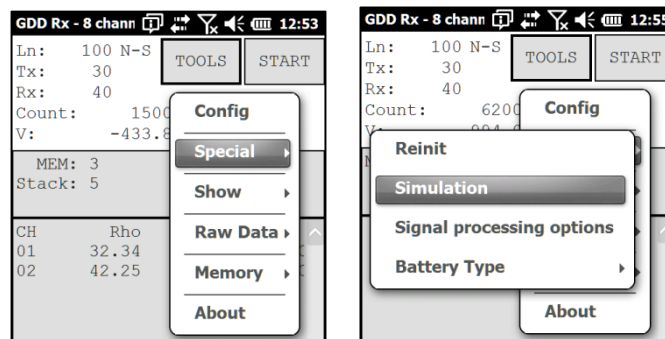 GDD Rx - 8 chann 12:53
Ln: 100 N-S
TOOLS START
Tx: 30
Rx: 40
Count: 1500
V: -433.8
MEM: 3
Stack: 5
CH Rho
01 32.34
02 42.25
Config
Special
Show
Raw Data
Memory
About
GDD Rx - 8 chann 12:55
Ln: 100 N-S
TOOLS START
Tx: 30
Rx: 40
Count: 6200
Config
Reinit
Simulation
Signal processing options
Battery Type
About